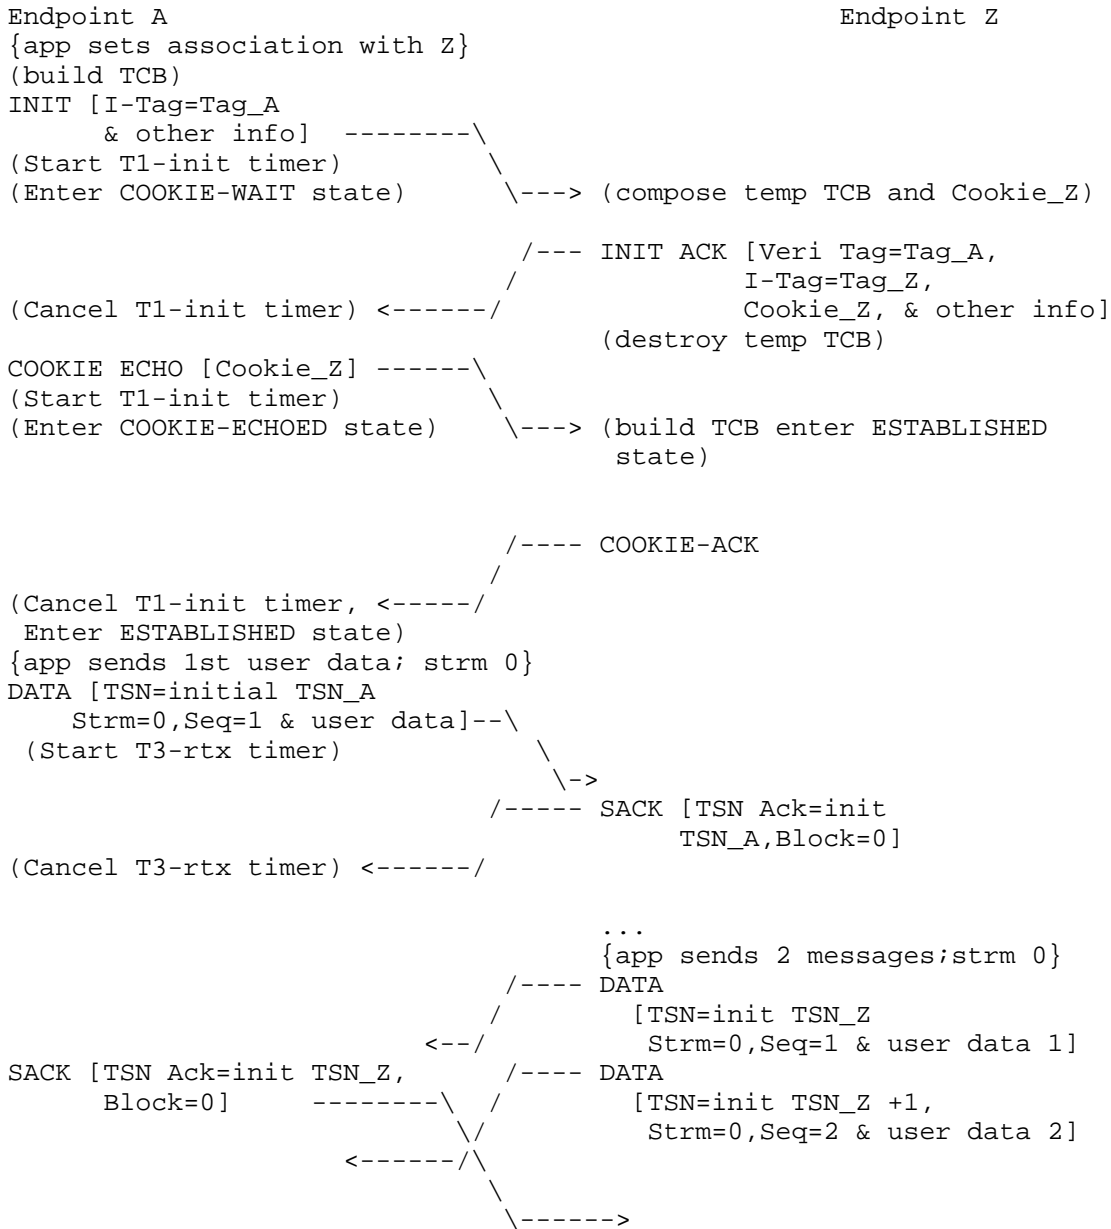 Endpoint A                                          Endpoint Z
{app sets association with Z}
(build TCB)
INIT [I-Tag=Tag_A
      & other info]  --------\
(Start T1-init timer)         \
(Enter COOKIE-WAIT state)      \---> (compose temp TCB and Cookie_Z)

                                /--- INIT ACK [Veri Tag=Tag_A,
                               /              I-Tag=Tag_Z,
(Cancel T1-init timer) <------/               Cookie_Z, & other info]
                                     (destroy temp TCB)
COOKIE ECHO [Cookie_Z] ------\
(Start T1-init timer)         \
(Enter COOKIE-ECHOED state)    \---> (build TCB enter ESTABLISHED
                                      state)

                               /---- COOKIE-ACK
                              /
(Cancel T1-init timer, <-----/
 Enter ESTABLISHED state)
{app sends 1st user data; strm 0}
DATA [TSN=initial TSN_A
    Strm=0,Seq=1 & user data]--\
 (Start T3-rtx timer)            \
                                  \->
                              /----- SACK [TSN Ack=init
                                          TSN_A,Block=0]
(Cancel T3-rtx timer) <------/

                                     ...
                                     {app sends 2 messages;strm 0}
                               /---- DATA
                              /        [TSN=init TSN_Z
                          <--/          Strm=0,Seq=1 & user data 1]
SACK [TSN Ack=init TSN_Z,      /---- DATA
      Block=0]     --------\  /        [TSN=init TSN_Z +1,
                            \/          Strm=0,Seq=2 & user data 2]
                     <------/\
                              \
                               \------>